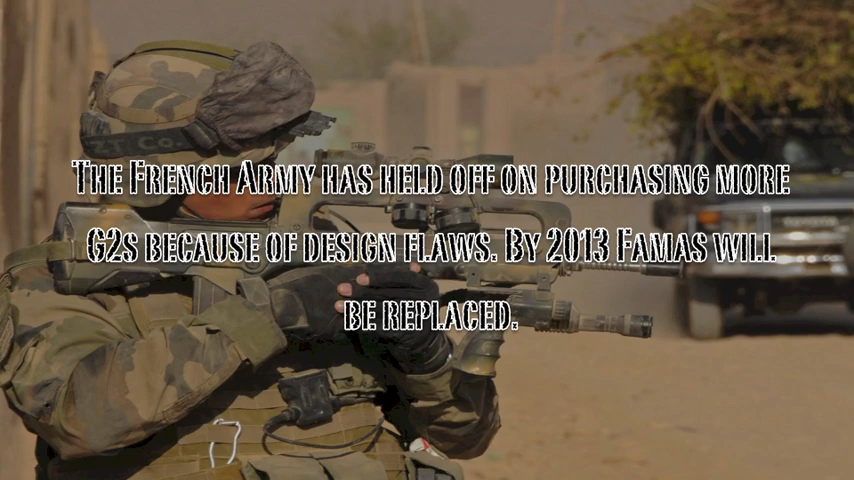 The French Army has held off on purchasing more
G2s because of design flaws. By 2013 Famas will
be replaced.